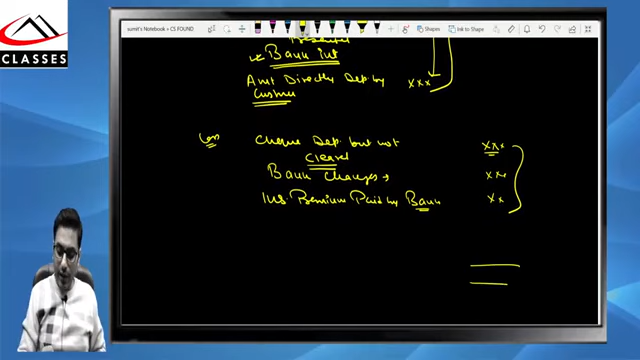 CLASSES
sumit's Notebook » CS FOUND
Shapes
Ink to Shape
Bank Int
Amt Directly Dep by xxx
Customer
Less Cheque Dep but not xxx
cleared
Bank Charges → xxx
Ins. Premium Paid by Bank xx